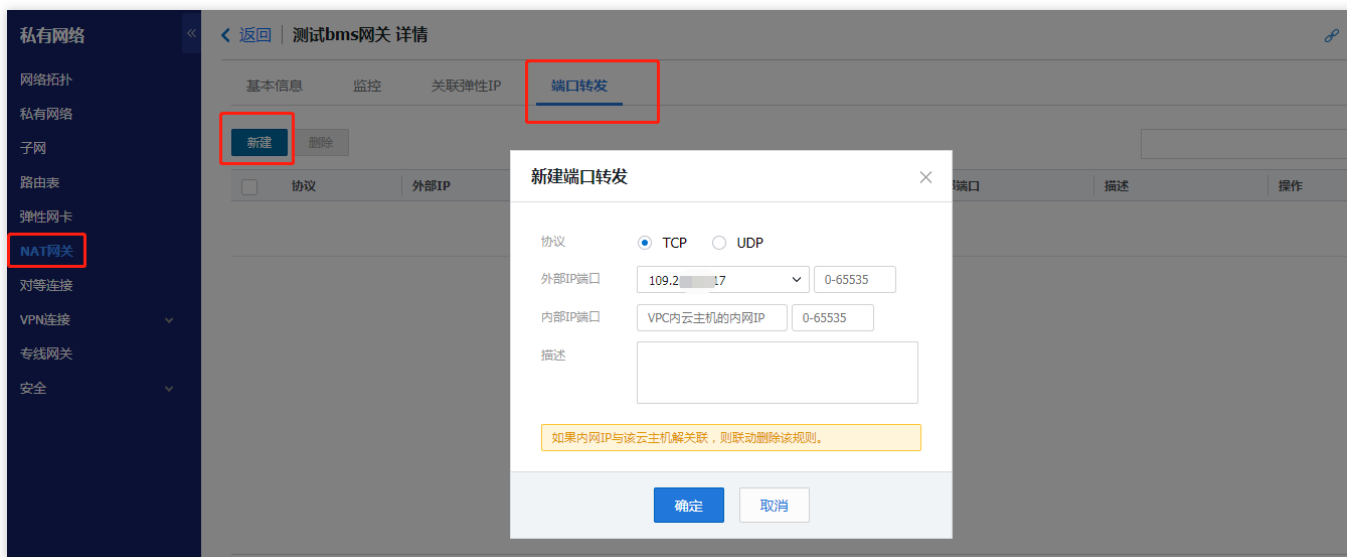 私有网络
返回 测试bms网关 详情
网络拓扑
私有网络
子网
路由表
弹性网卡
NAT网关
对等连接
VPN连接
专线网关
安全
基本信息 监控 关联弹性IP 端口转发
新建 删除
协议 外部IP 端口 描述 操作
新建端口转发
协议 TCP UDP
外部IP端口 109.2 17 0-65535
内部IP端口 VPC内云主机的内网IP 0-65535
描述
如果内网IP与该云主机解关联，则联动删除该规则。
确定 取消